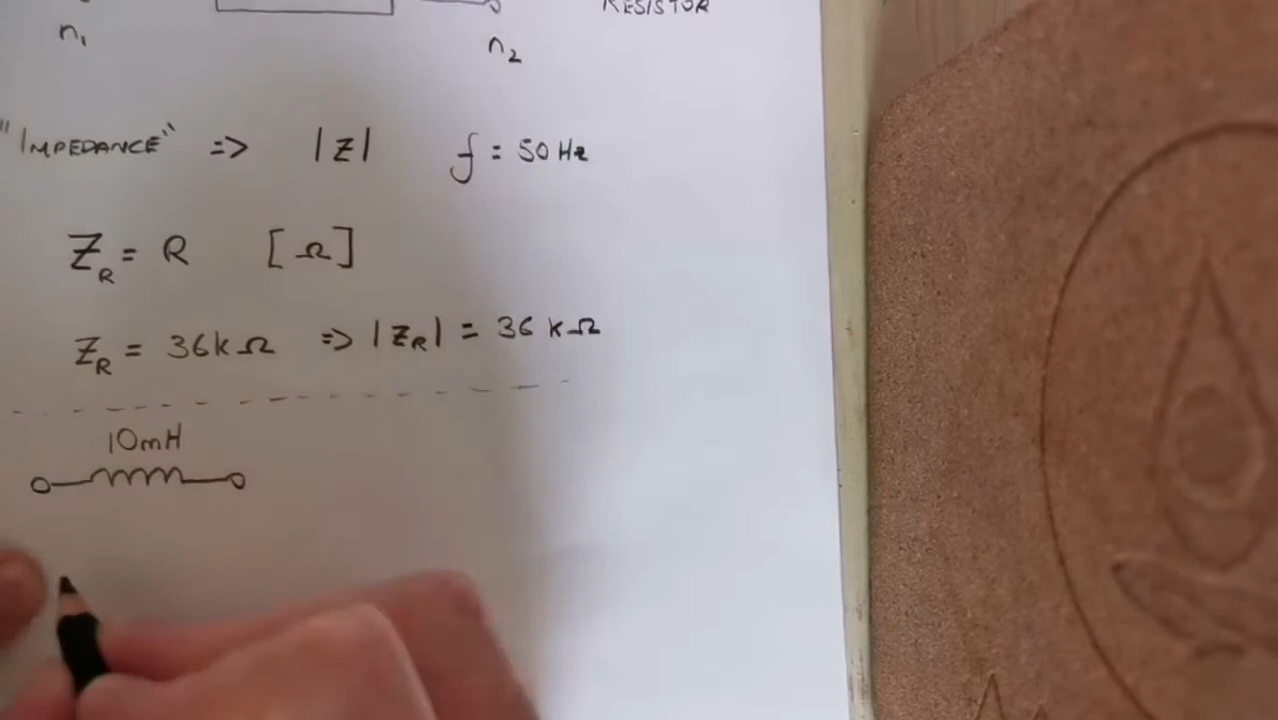 RESISTOR
n₁
n₂
"IMPEDANCE" => |Z| f = 50 Hz
Z_R = R [Ω]
Z_R = 36kΩ => |Z_R| = 36 kΩ
10mH